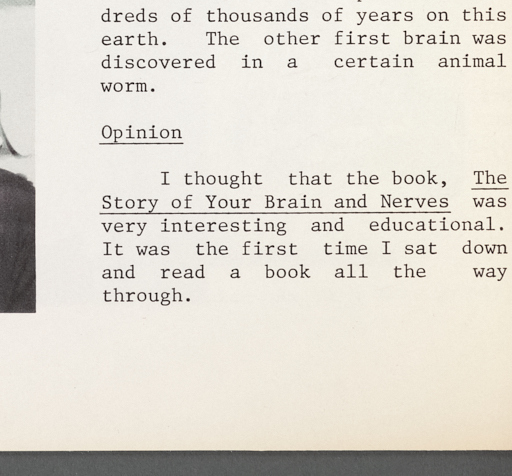 dreds of thousands of years on this
earth. The other first brain was
discovered in a certain animal
worm.
Opinion
I thought that the book, The
Story of Your Brain and Nerves was
very interesting and educational.
It was the first time I sat down
and read a book all the way
through.